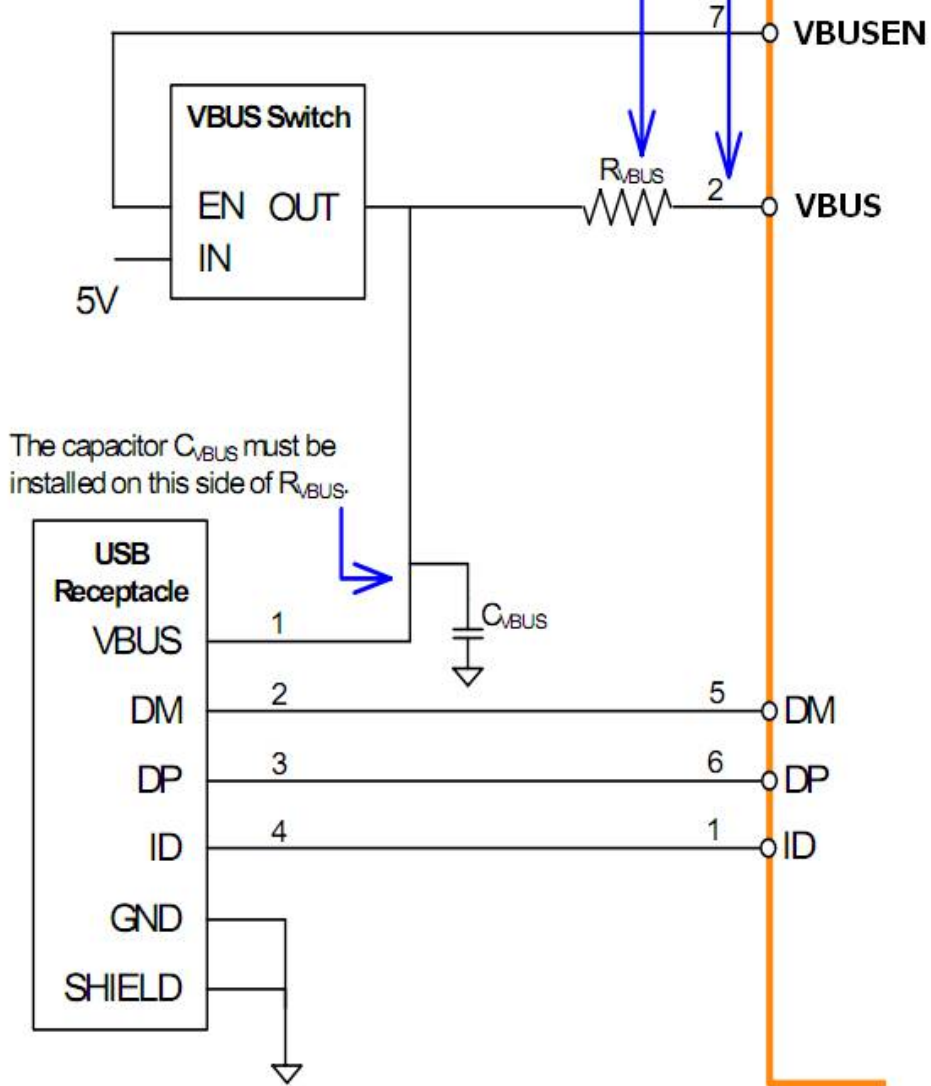 7
VBUSEN
VBUS Switch
RVBUS
2
VBUS
EN OUT
IN
5V
The capacitor CVBUS must be
installed on this side of RVBUS.
USB
Receptacle
VBUS
1
CVBUS
DM
2
5
DM
DP
3
6
DP
ID
4
1
ID
GND
SHIELD